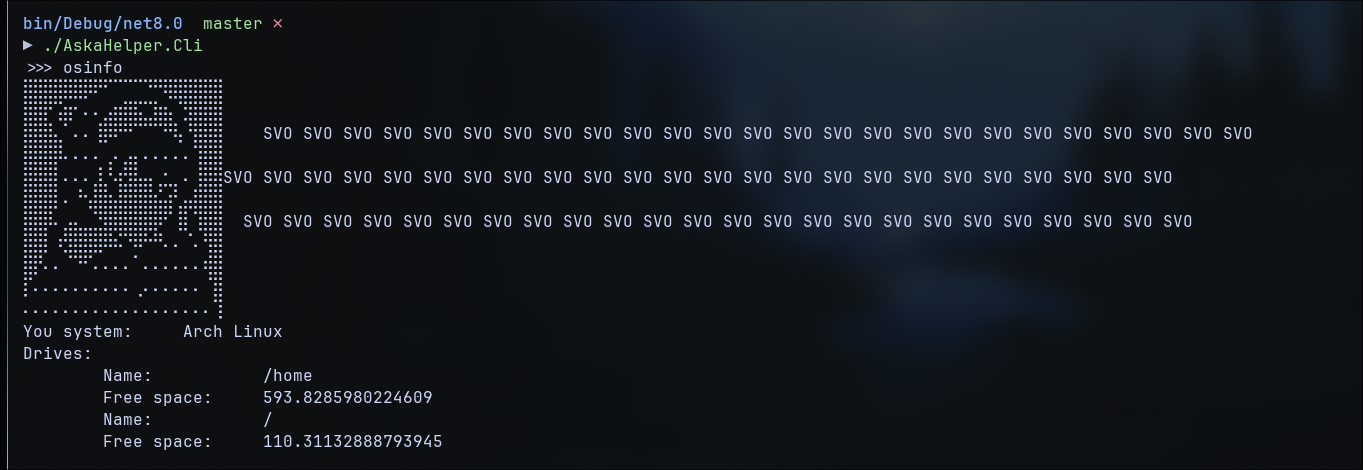 bin/Debug/net8.0 master ×
► ./AskaHelper.Cli
>>> osinfo
SVO SVO SVO SVO SVO SVO SVO SVO SVO SVO SVO SVO SVO SVO SVO SVO SVO SVO SVO SVO SVO SVO SVO SVO SVO
SVO SVO SVO SVO SVO SVO SVO SVO SVO SVO SVO SVO SVO SVO SVO SVO SVO SVO SVO SVO SVO SVO SVO SVO
SVO SVO SVO SVO SVO SVO SVO SVO SVO SVO SVO SVO SVO SVO SVO SVO SVO SVO SVO SVO SVO SVO SVO SVO
You system: Arch Linux
Drives:
Name: /home
Free space: 593.8285980224609
Name: /
Free space: 110.31132888793945